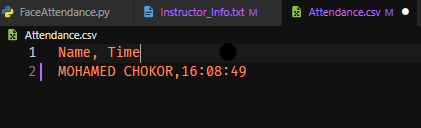 FaceAttendance.py Instructor_Info.txt M Attendance.csv M
Attendance.csv
1 Name, Time
2 MOHAMED CHOKOR,16:08:49